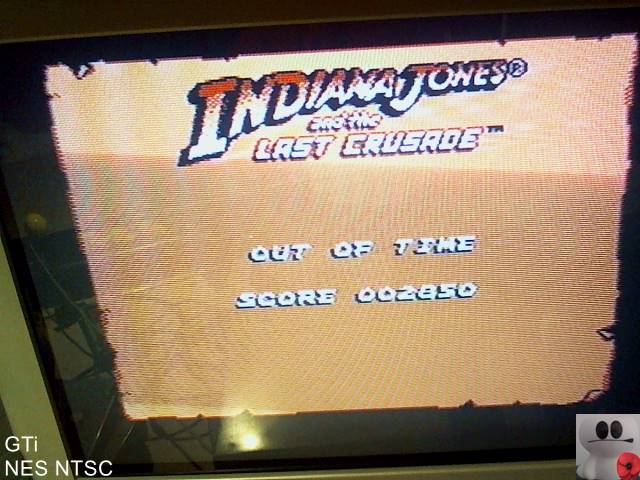 INDIANA JONES®
and the
LAST CRUSADE™
OUT OF TIME
SCORE 002850
GTi
NES NTSC